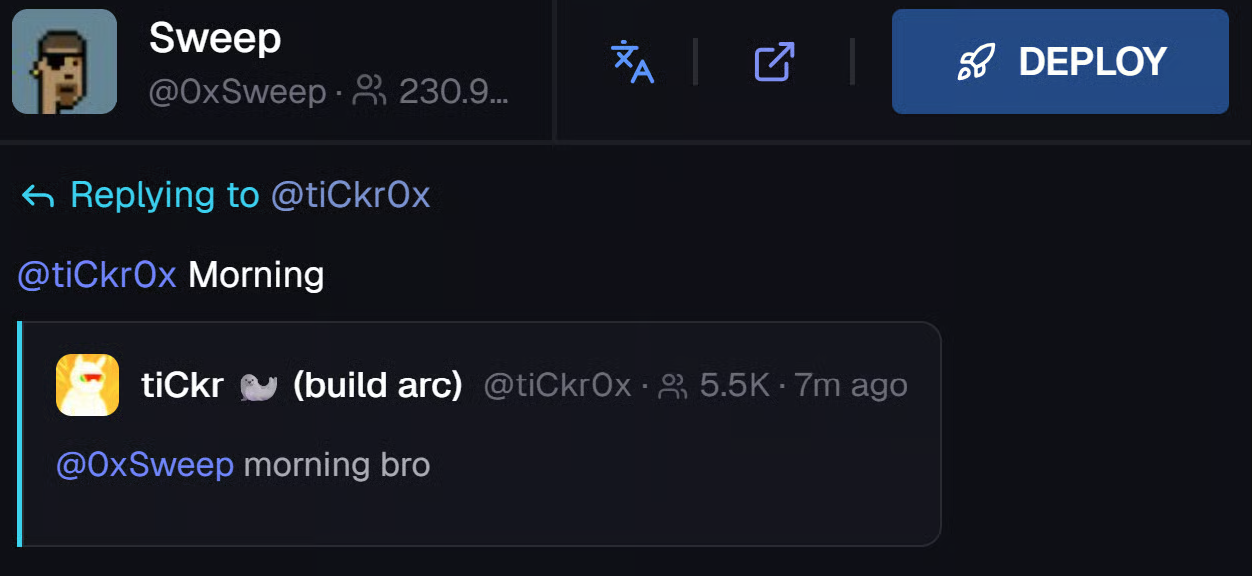 Sweep
@0xSweep · 230.9...
DEPLOY
Replying to @tiCkr0x
@tiCkr0x Morning
tiCkr (build arc) @tiCkr0x · 5.5K · 7m ago
@0xSweep morning bro